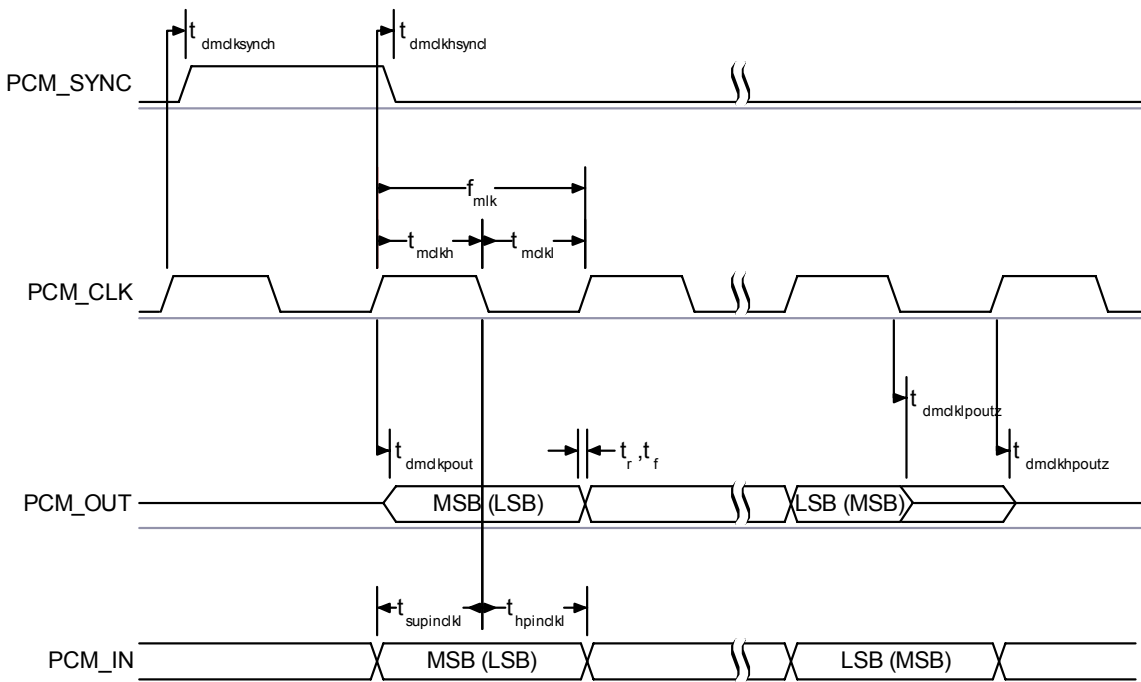 t dmclksynch
t dmclkhsyncl
PCM_SYNC
f mlk
t mclkh
t mclkl
PCM_CLK
t dmclklpoutz
t dmclkpout
t r ,t f
t dmclkhpoutz
PCM_OUT
MSB (LSB)
LSB (MSB)
t supinclkl
t hpinclkl
PCM_IN
MSB (LSB)
LSB (MSB)